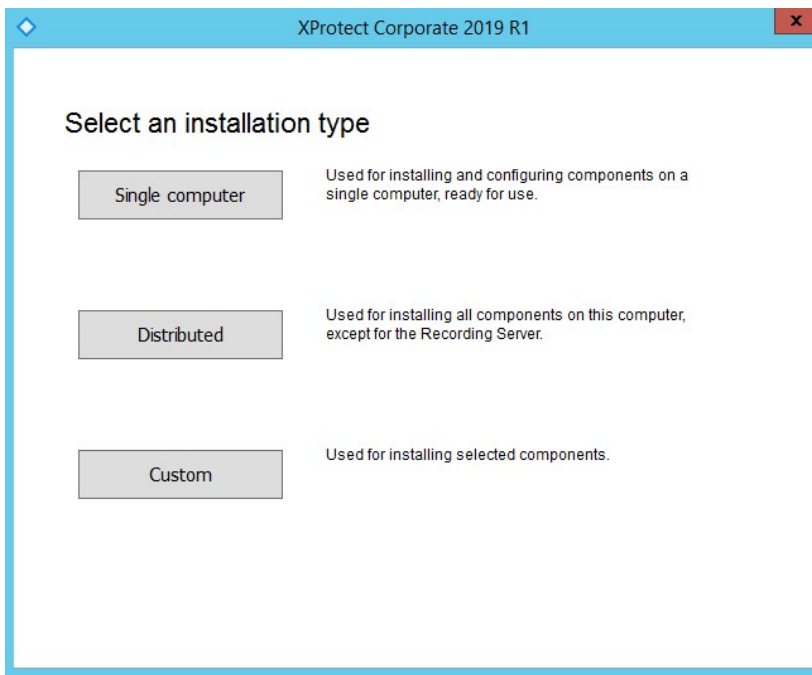 XProtect Corporate 2019 R1
x
Select an installation type
Single computer
Used for installing and configuring components on a
single computer, ready for use.
Distributed
Used for installing all components on this computer,
except for the Recording Server.
Custom
Used for installing selected components.